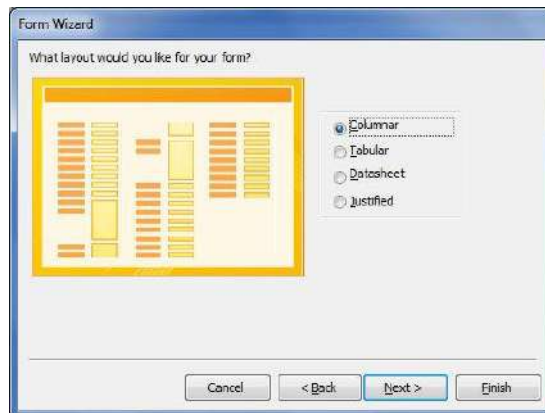 Form Wizard
What layout would you like for your form?
Columnar
Tabular
Datasheet
Justified
Cancel
< Back
Next >
Finish